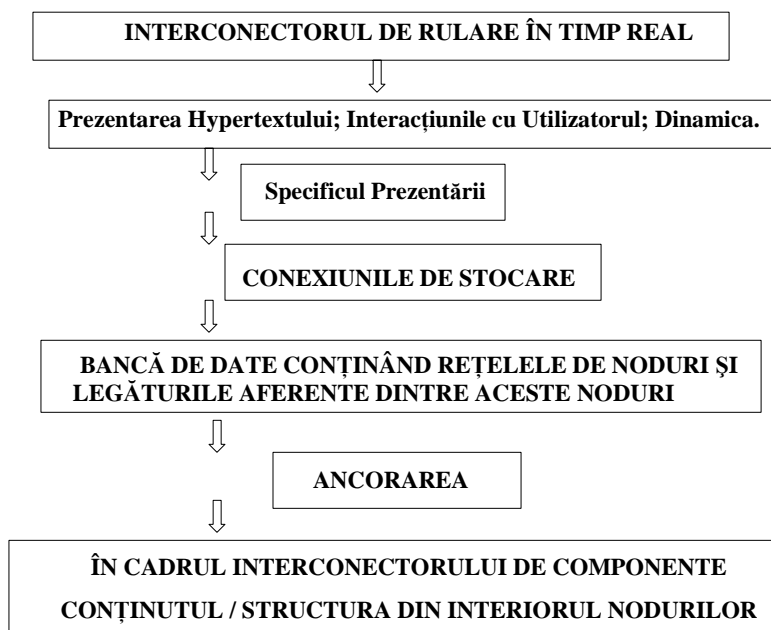 INTERCONECTORUL DE RULARE ÎN TIMP REAL
Prezentarea Hypertextului; Interacțiunile cu Utilizatorul; Dinamica.
Specificul Prezentării
CONEXIUNILE DE STOCARE
BANCĂ DE DATE CONȚINÂND REȚELELE DE NODURI ŞI
LEGĂTURILE AFERENTE DINTRE ACESTE NODURI
ANCORAREA
ÎN CADRUL INTERCONECTORULUI DE COMPONENTE
CONȚINUTUL / STRUCTURA DIN INTERIORUL NODURILOR